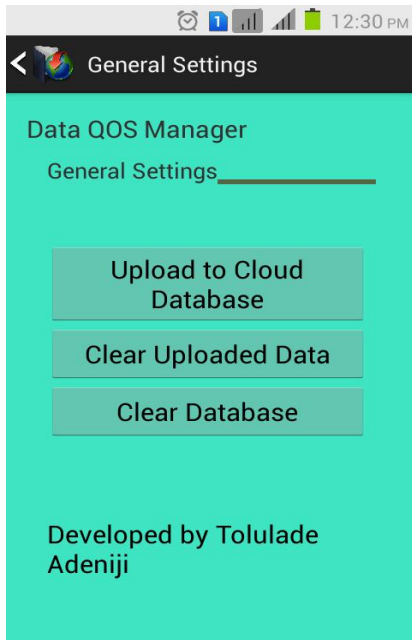 1 12:30 PM
General Settings
Data QOS Manager
General Settings
Upload to Cloud
Database
Clear Uploaded Data
Clear Database
Developed by Tolulade
Adeniji